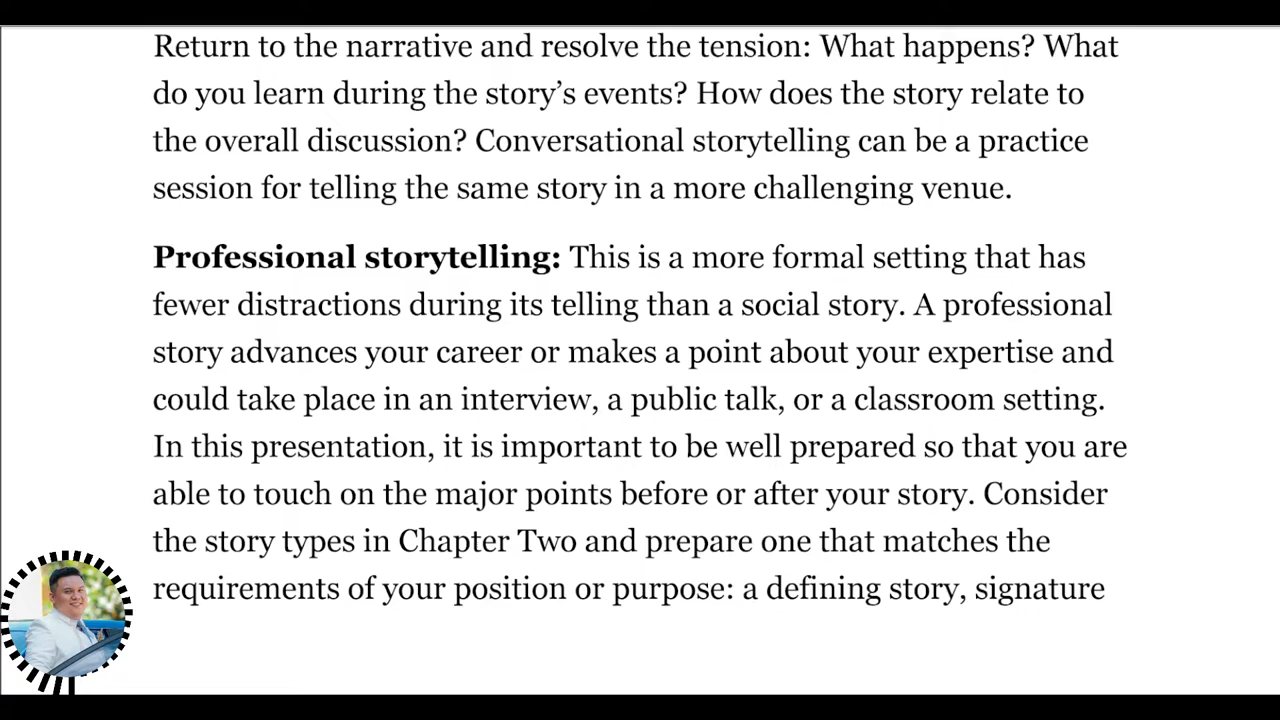 Return to the narrative and resolve the tension: What happens? What
do you learn during the story’s events? How does the story relate to
the overall discussion? Conversational storytelling can be a practice
session for telling the same story in a more challenging venue.
Professional storytelling: This is a more formal setting that has
fewer distractions during its telling than a social story. A professional
story advances your career or makes a point about your expertise and
could take place in an interview, a public talk, or a classroom setting.
In this presentation, it is important to be well prepared so that you are
able to touch on the major points before or after your story. Consider
the story types in Chapter Two and prepare one that matches the
requirements of your position or purpose: a defining story, signature